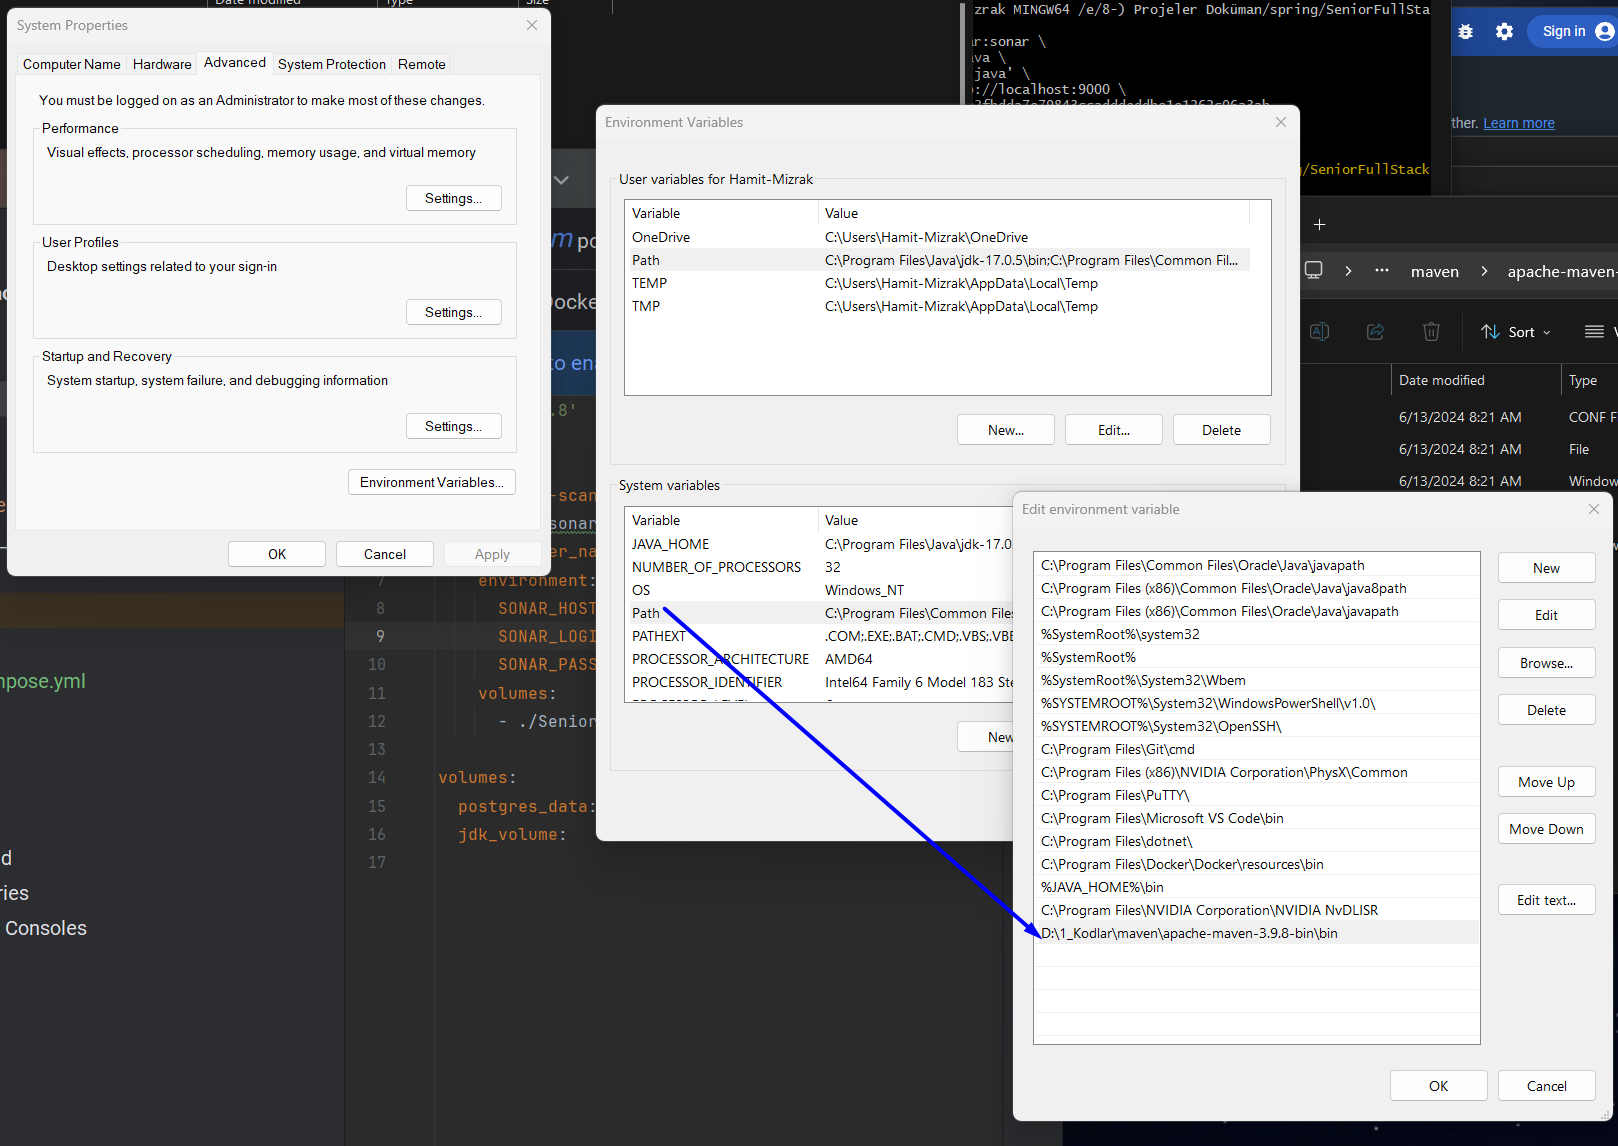 System Properties
Computer Name
Hardware
Advanced
System Protection
Remote
You must be logged on as an Administrator to make most of these changes.
Performance
Visual effects, processor scheduling, memory usage, and virtual memory
Settings...
User Profiles
Desktop settings related to your sign-in
Settings...
Startup and Recovery
System startup, system failure, and debugging information
Settings...
Environment Variables...
OK
Cancel
Apply
Date modified
Type
Size
zrak MINGW64 /e/8-) Projeler Doküman/spring/SeniorFullSta
ar:sonar \
ava \
java' \
://localhost:9000 \
/SeniorFullStack
Sign in
ther. Learn more
Environment Variables
User variables for Hamit-Mizrak
Variable Value
OneDrive C:\Users\Hamit-Mizrak\OneDrive
Path C:\Program Files\Java\jdk-17.0.5\bin;C:\Program Files\Common Fil...
TEMP C:\Users\Hamit-Mizrak\AppData\Local\Temp
TMP C:\Users\Hamit-Mizrak\AppData\Local\Temp
New...
Edit...
Delete
System variables
Variable Value
JAVA_HOME C:\Program Files\Java\jdk-17.0
NUMBER_OF_PROCESSORS 32
OS Windows_NT
Path C:\Program Files\Common Files
PATHEXT .COM;.EXE;.BAT;.CMD;.VBS;.VBE
PROCESSOR_ARCHITECTURE AMD64
PROCESSOR_IDENTIFIER Intel64 Family 6 Model 183 Ste
New
maven
apache-maven-
Sort
Date modified
Type
6/13/2024 8:21 AM CONF F
6/13/2024 8:21 AM File
6/13/2024 8:21 AM Window
Edit environment variable
C:\Program Files\Common Files\Oracle\Java\javapath
C:\Program Files (x86)\Common Files\Oracle\Java\java8path
C:\Program Files (x86)\Common Files\Oracle\Java\javapath
%SystemRoot%\system32
%SystemRoot%
%SystemRoot%\System32\Wbem
%SYSTEMROOT%\System32\WindowsPowerShell\v1.0\
%SYSTEMROOT%\System32\OpenSSH\
C:\Program Files\Git\cmd
C:\Program Files (x86)\NVIDIA Corporation\PhysX\Common
C:\Program Files\PuTTY\
C:\Program Files\Microsoft VS Code\bin
C:\Program Files\dotnet\
C:\Program Files\Docker\Docker\resources\bin
%JAVA_HOME%\bin
C:\Program Files\NVIDIA Corporation\NVIDIA NvDLISR
D:\1_Kodlar\maven\apache-maven-3.9.8-bin\bin
New
Edit
Browse...
Delete
Move Up
Move Down
Edit text...
OK
Cancel
m po
Docke
to ena
.8'
-scan
sonar
er_na
7 environment:
8 SONAR_HOST
9 SONAR_LOGI
10 SONAR_PASS
11 volumes:
12 - ./Senior
13
14 volumes:
15 postgres_data:
16 jdk_volume:
17
mpose.yml
d
ries
Consoles